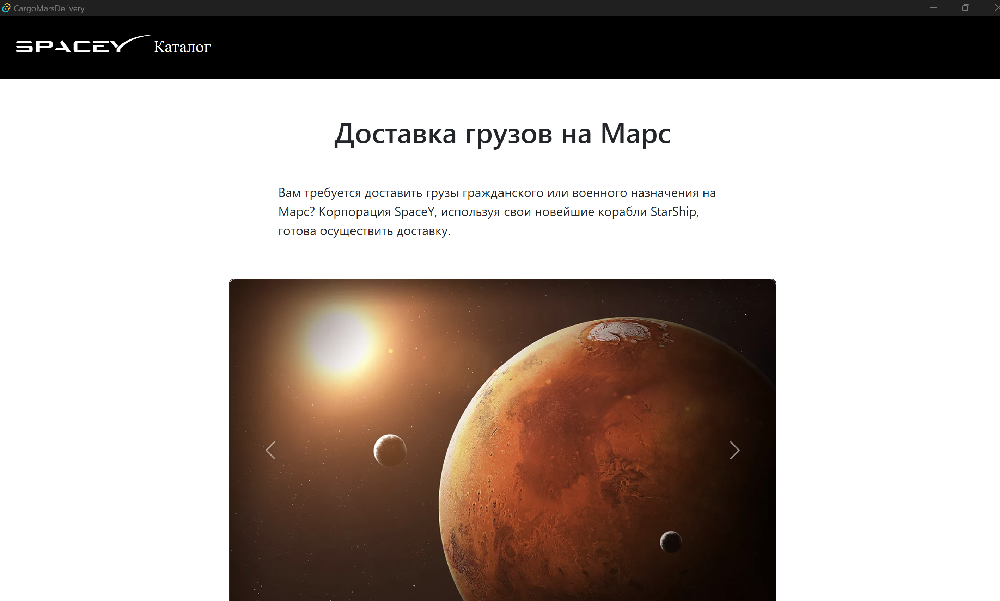 CargoMarsDelivery
SPACEY Каталог
Доставка грузов на Марс
Вам требуется доставить грузы гражданского или военного назначения на
Марс? Корпорация SpaceY, используя свои новейшие корабли StarShip,
готова осуществить доставку.